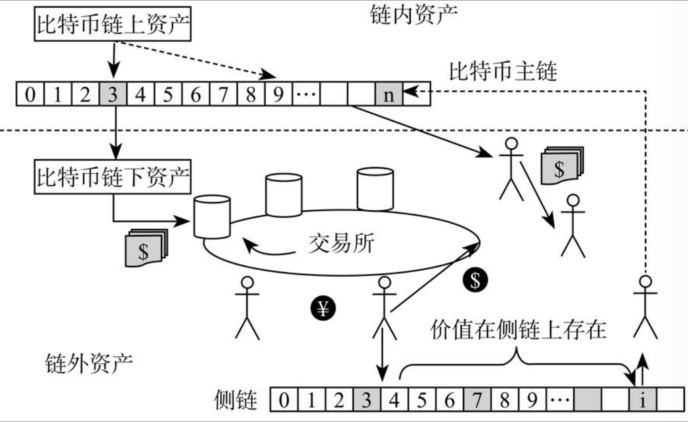 比特币链上资产
链内资产
0 1 2 3 4 5 6 7 8 9 … n
比特币主链
比特币链下资产
$
$
交易所
$
¥
价值在侧链上存在
链外资产
侧链 0 1 2 3 4 5 6 7 8 9 … i